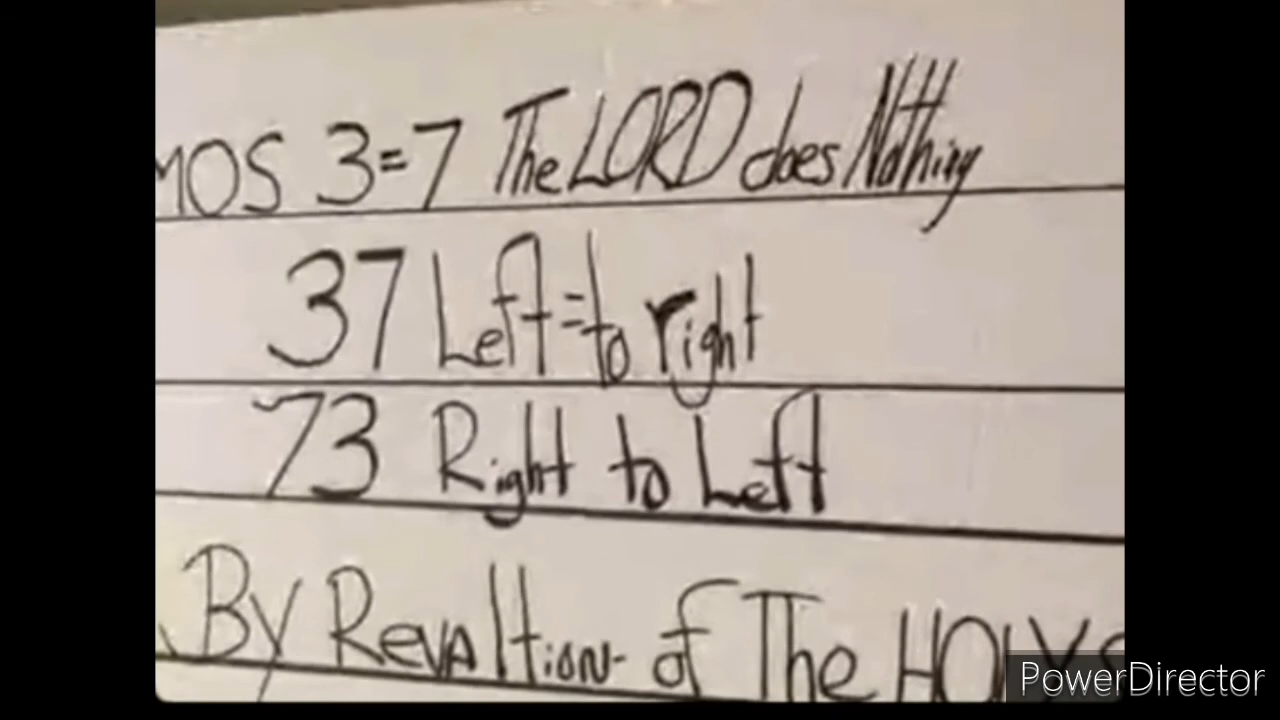 MOS 3=7 The LORD does Nothing
37 Left=to right
73 Right to Left
By Revaltion of The HOLY S
PowerDirector